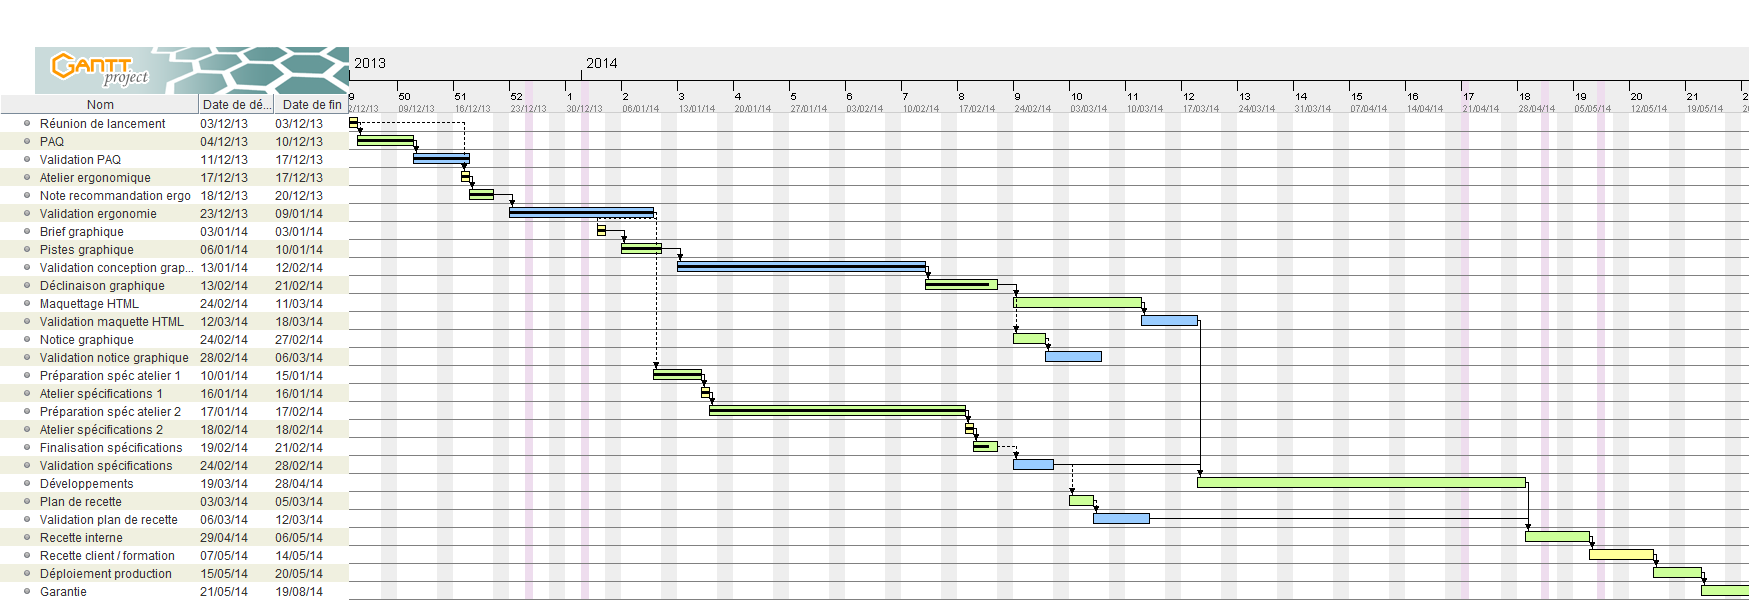 GANTT
project
2013
2014
Nom Date de dé... Date de fin
9 50 51 52 1 2 3 4 5 6 7 8 9 10 11 12 13 14 15 16 17 18 19 20 21 2
2/12/13 09/12/13 16/12/13 23/12/13 30/12/13 06/01/14 13/01/14 20/01/14 27/01/14 03/02/14 10/02/14 17/02/14 24/02/14 03/03/14 10/03/14 17/03/14 24/03/14 31/03/14 07/04/14 14/04/14 21/04/14 28/04/14 05/05/14 12/05/14 19/05/14 20
Réunion de lancement 03/12/13 03/12/13
PAQ 04/12/13 10/12/13
Validation PAQ 11/12/13 17/12/13
Atelier ergonomique 17/12/13 17/12/13
Note recommandation ergo 18/12/13 20/12/13
Validation ergonomie 23/12/13 09/01/14
Brief graphique 03/01/14 03/01/14
Pistes graphique 06/01/14 10/01/14
Validation conception grap... 13/01/14 12/02/14
Déclinaison graphique 13/02/14 21/02/14
Maquettage HTML 24/02/14 11/03/14
Validation maquette HTML 12/03/14 18/03/14
Notice graphique 24/02/14 27/02/14
Validation notice graphique 28/02/14 06/03/14
Préparation spéc atelier 1 10/01/14 15/01/14
Atelier spécifications 1 16/01/14 16/01/14
Préparation spéc atelier 2 17/01/14 17/02/14
Atelier spécifications 2 18/02/14 18/02/14
Finalisation spécifications 19/02/14 21/02/14
Validation spécifications 24/02/14 28/02/14
Développements 19/03/14 28/04/14
Plan de recette 03/03/14 05/03/14
Validation plan de recette 06/03/14 12/03/14
Recette interne 29/04/14 06/05/14
Recette client / formation 07/05/14 14/05/14
Déploiement production 15/05/14 20/05/14
Garantie 21/05/14 19/08/14